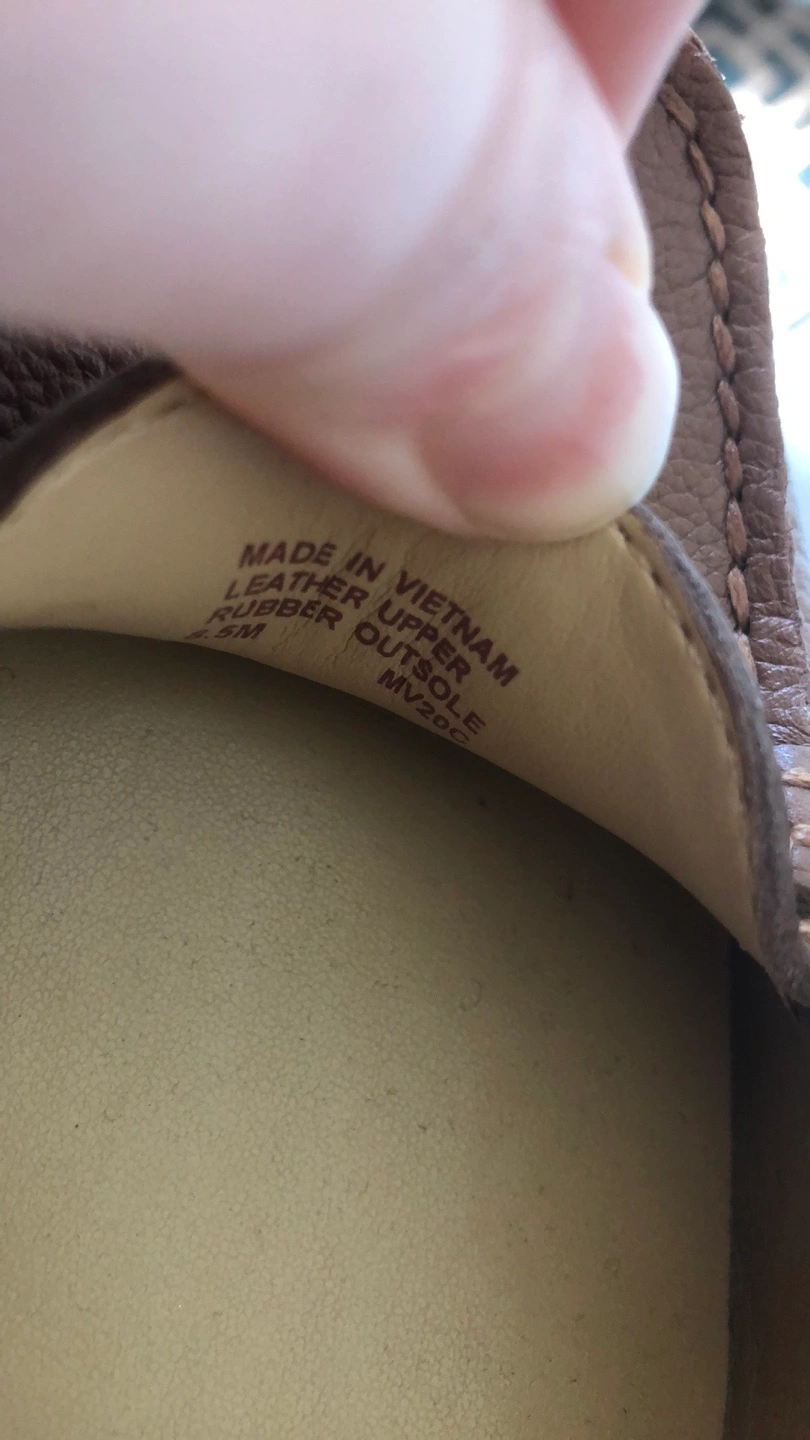 MADE IN VIETNAM
LEATHER UPPER
RUBBER OUTSOLE
MV20C